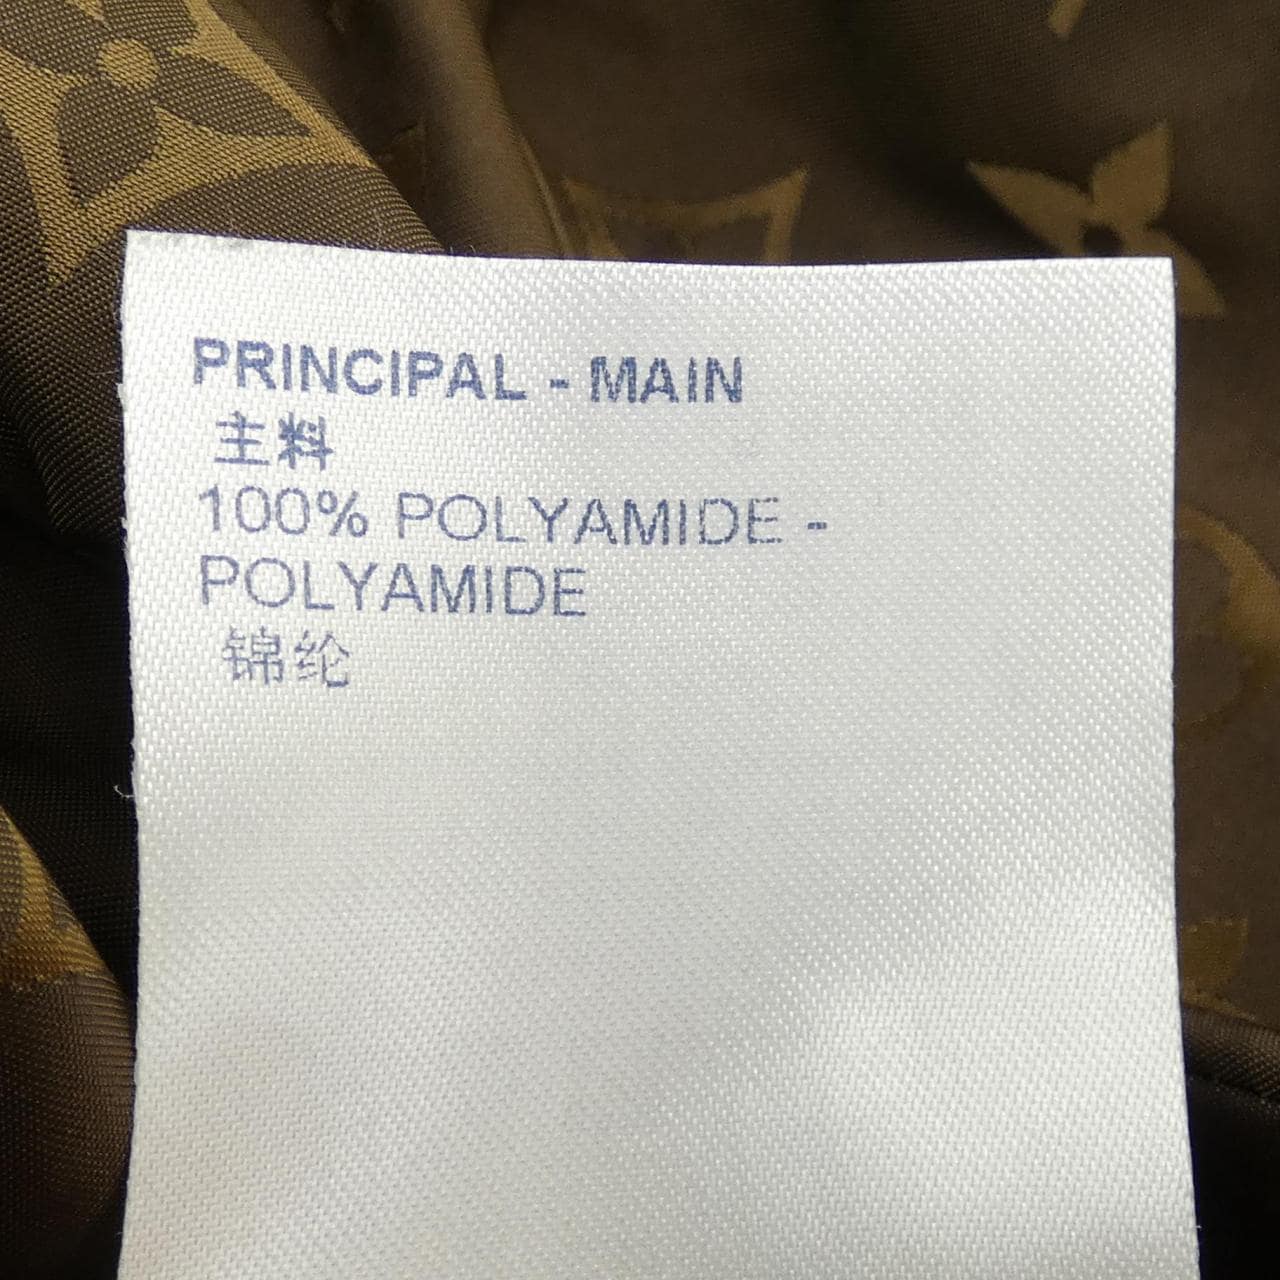 PRINCIPAL - MAIN
主料
100% POLYAMIDE -
POLYAMIDE
锦纶